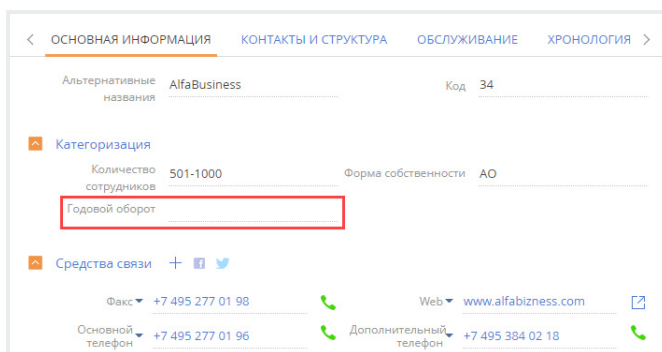 ОСНОВНАЯ ИНФОРМАЦИЯ КОНТАКТЫ И СТРУКТУРА ОБСЛУЖИВАНИЕ ХРОНОЛОГИЯ
Альтернативные названия AlfaBusiness Код 34
Категоризация
Количество сотрудников 501-1000 Форма собственности АО
Годовой оборот
Средства связи
Факс +7 495 277 01 98 Web www.alfabizness.com
Основной телефон +7 495 277 01 96 Дополнительный телефон +7 495 384 02 18